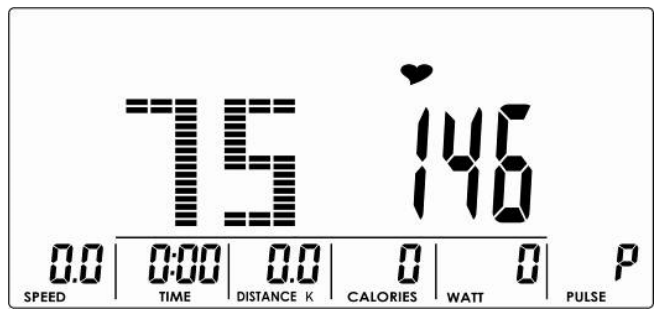 75 146
0.0 0:00 0.0 0 0 P
SPEED TIME DISTANCE K CALORIES WATT PULSE